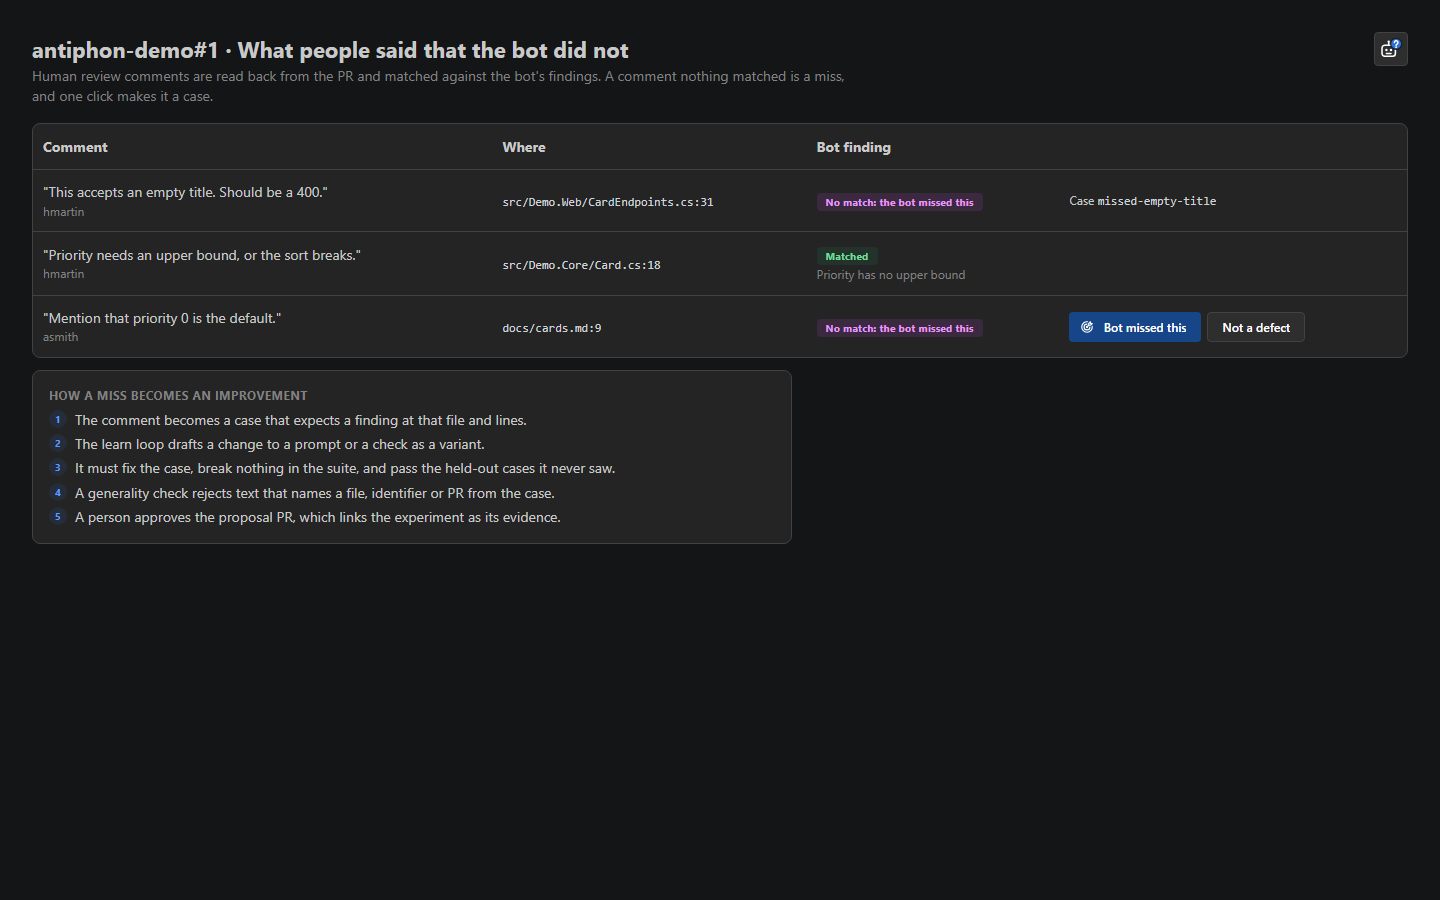 antiphon-demo#1 · What people said that the bot did not
Human review comments are read back from the PR and matched against the bot's findings. A comment nothing matched is a miss,
and one click makes it a case.
Comment Where Bot finding
"This accepts an empty title. Should be a 400."
hmartin
src/Demo.Web/CardEndpoints.cs:31
No match: the bot missed this
Case missed-empty-title
"Priority needs an upper bound, or the sort breaks."
hmartin
src/Demo.Core/Card.cs:18
Matched
Priority has no upper bound
"Mention that priority 0 is the default."
asmith
docs/cards.md:9
No match: the bot missed this
Bot missed this
Not a defect
HOW A MISS BECOMES AN IMPROVEMENT
1 The comment becomes a case that expects a finding at that file and lines.
2 The learn loop drafts a change to a prompt or a check as a variant.
3 It must fix the case, break nothing in the suite, and pass the held-out cases it never saw.
4 A generality check rejects text that names a file, identifier or PR from the case.
5 A person approves the proposal PR, which links the experiment as its evidence.